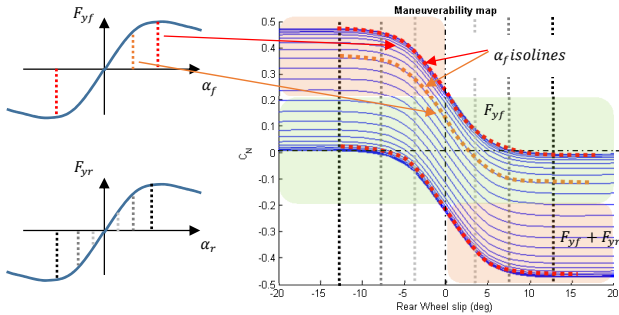 F_yf
α_f
F_yr
α_r
Maneuverability map
α_f isolines
F_yf
F_yf + F_yr
C_N
0.5
0.4
0.3
0.2
0.1
0
-0.1
-0.2
-0.3
-0.4
-0.5
-20 -15 -10 -5 0 5 10 15 20
Rear Wheel slip (deg)